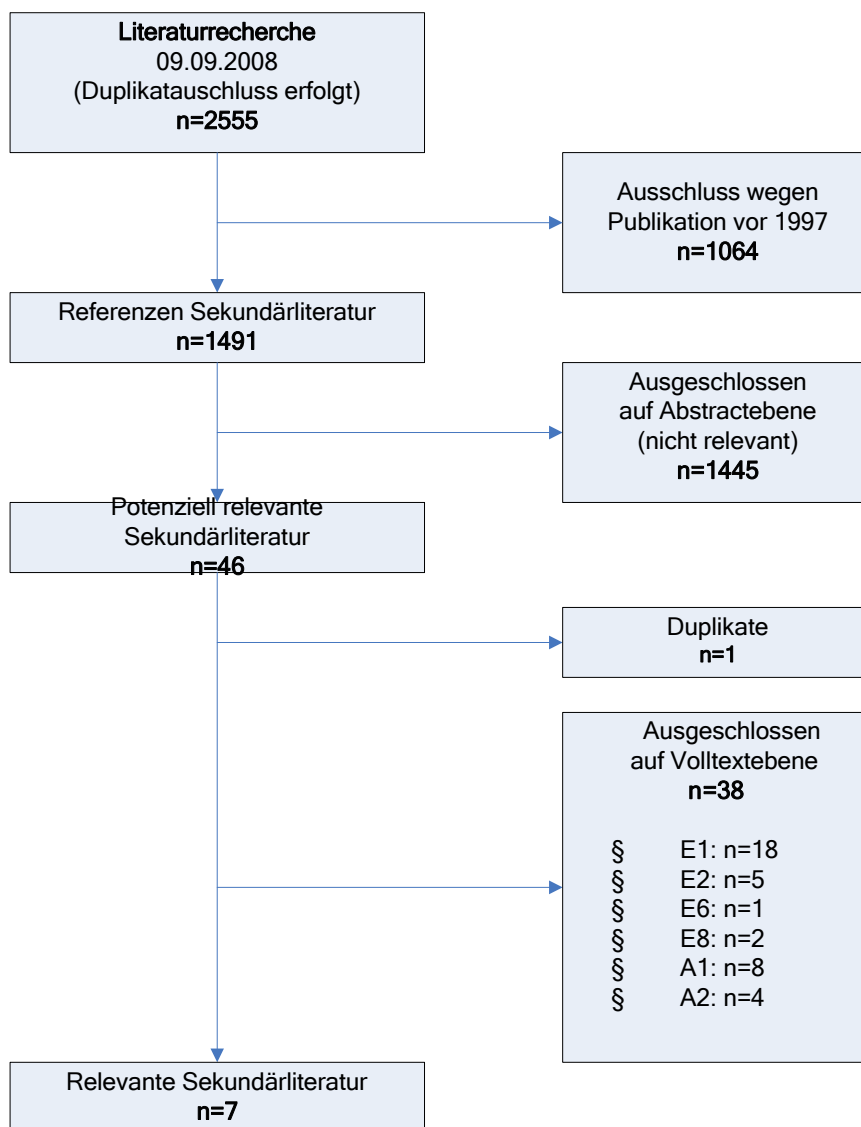 Literaturrecherche
09.09.2008
(Duplikatauschluss erfolgt)
n=2555
Ausschluss wegen
Publikation vor 1997
n=1064
Referenzen Sekundärliteratur
n=1491
Ausgeschlossen
auf Abstractebene
(nicht relevant)
n=1445
Potenziell relevante
Sekundärliteratur
n=46
Duplikate
n=1
Ausgeschlossen
auf Volltextebene
n=38
§ E1: n=18
§ E2: n=5
§ E6: n=1
§ E8: n=2
§ A1: n=8
§ A2: n=4
Relevante Sekundärliteratur
n=7